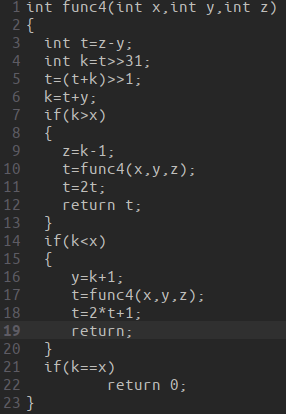 1 int func4(int x,int y,int z)
2 {
3   int t=z-y;
4   int k=t>>31;
5   t=(t+k)>>1;
6   k=t+y;
7   if(k>x)
8   {
9     z=k-1;
10     t=func4(x,y,z);
11     t=2t;
12     return t;
13   }
14   if(k<x)
15   {
16     y=k+1;
17     t=func4(x,y,z);
18     t=2*t+1;
19     return;
20   }
21   if(k==x)
22          return 0;
23 }